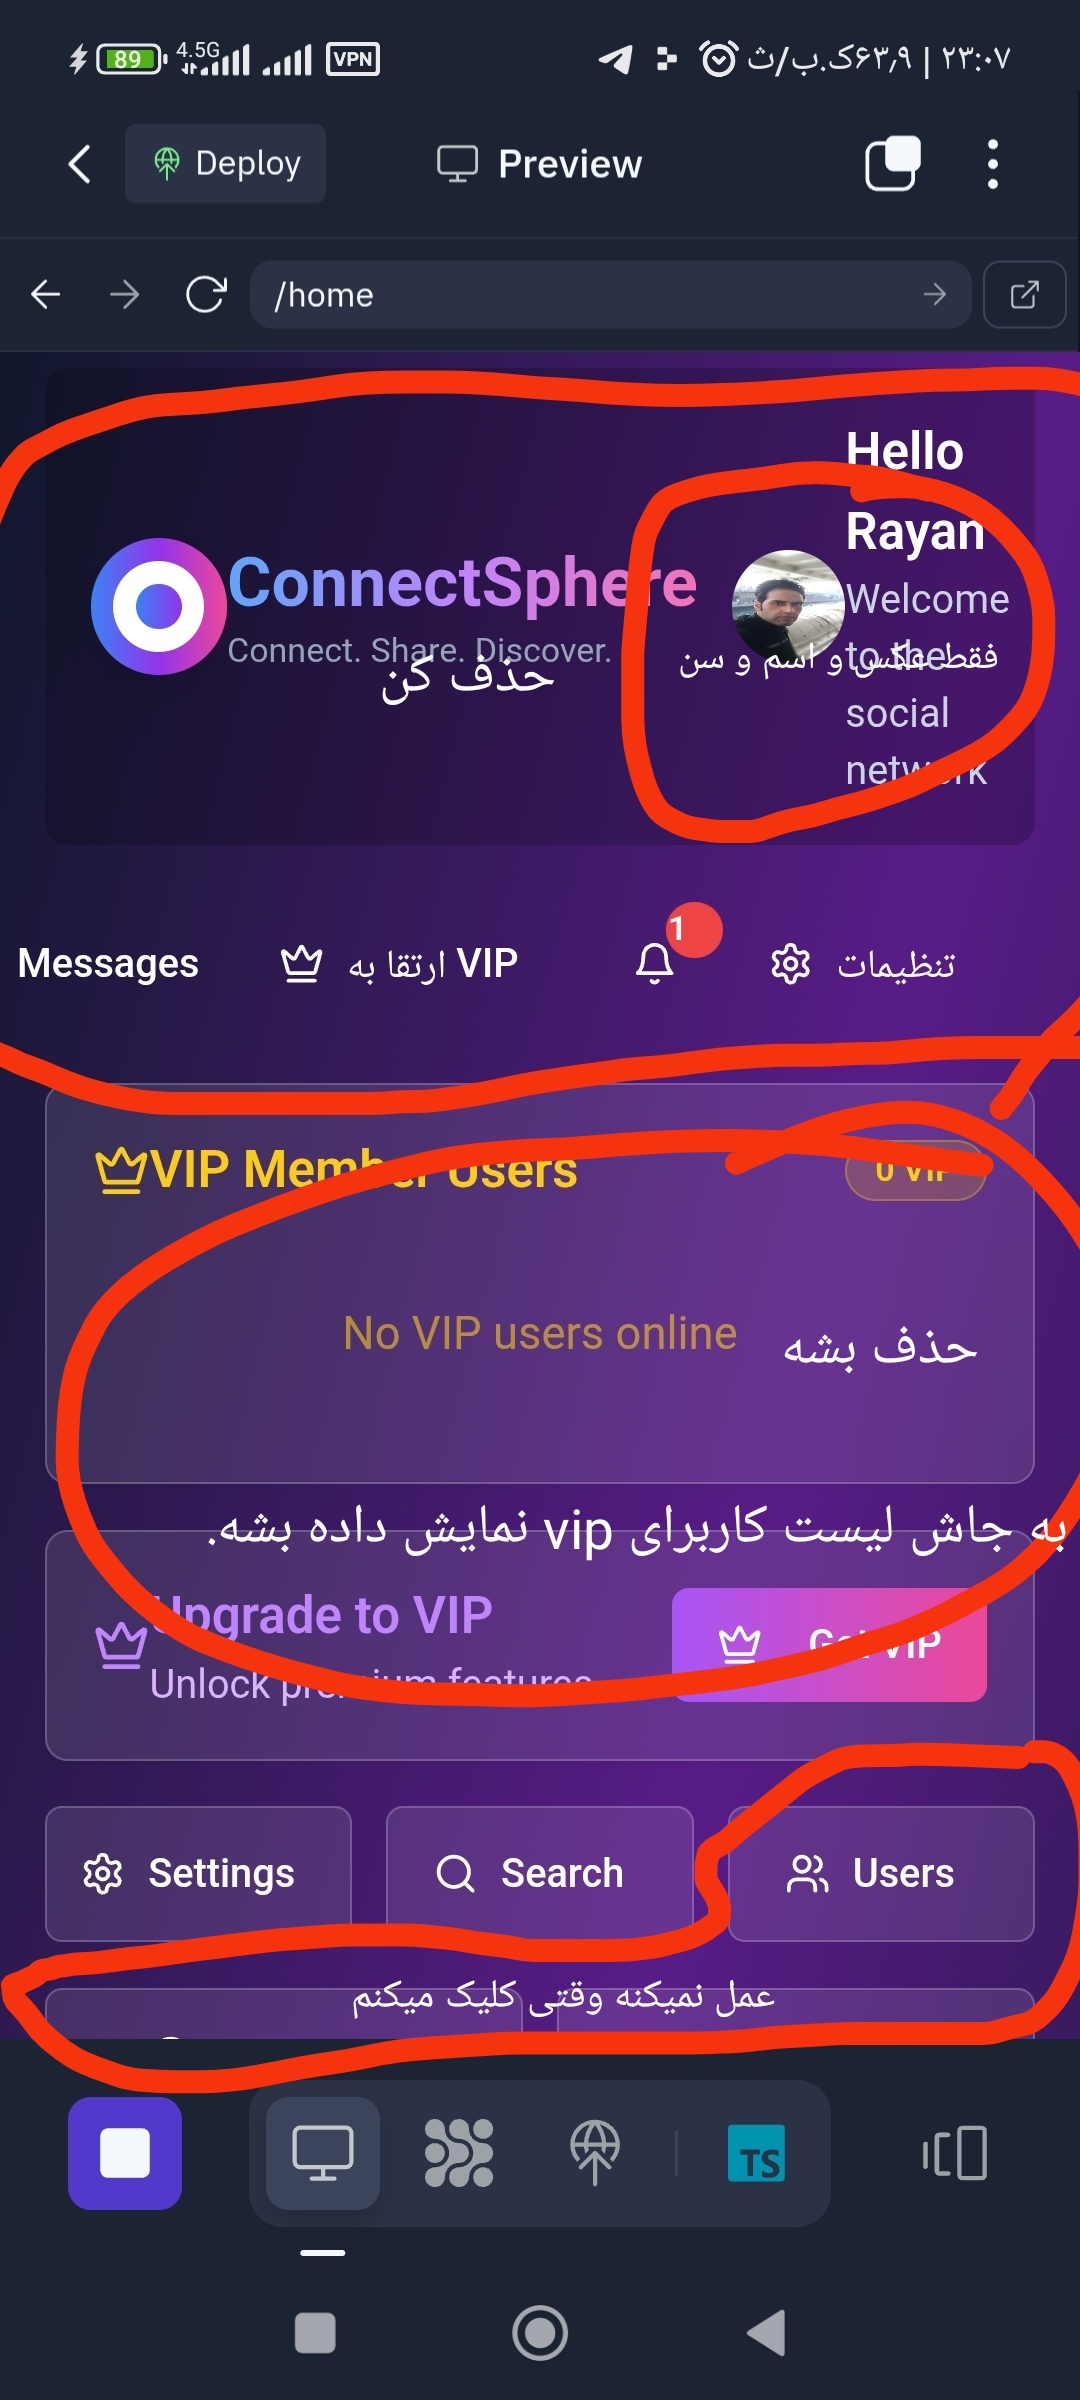 89 4.5G VPN ۶۳٫۹ک.ب/ث | ۲۳:۰۷
Deploy Preview
/home
Hello
Rayan
ConnectSphere
Welcome
Connect. Share. Discover.
to the
فقط عکس و اسم و سن
حذف کن
social
network
1
Messages ارتقا به VIP تنظیمات
VIP Member Users 0 VIP
No VIP users online
حذف بشه
به جاش لیست کاربرای vip نمایش داده بشه.
Upgrade to VIP
Get VIP
Unlock premium features
Settings Search Users
عمل نمیکنه وقتی کلیک میکنم
TS